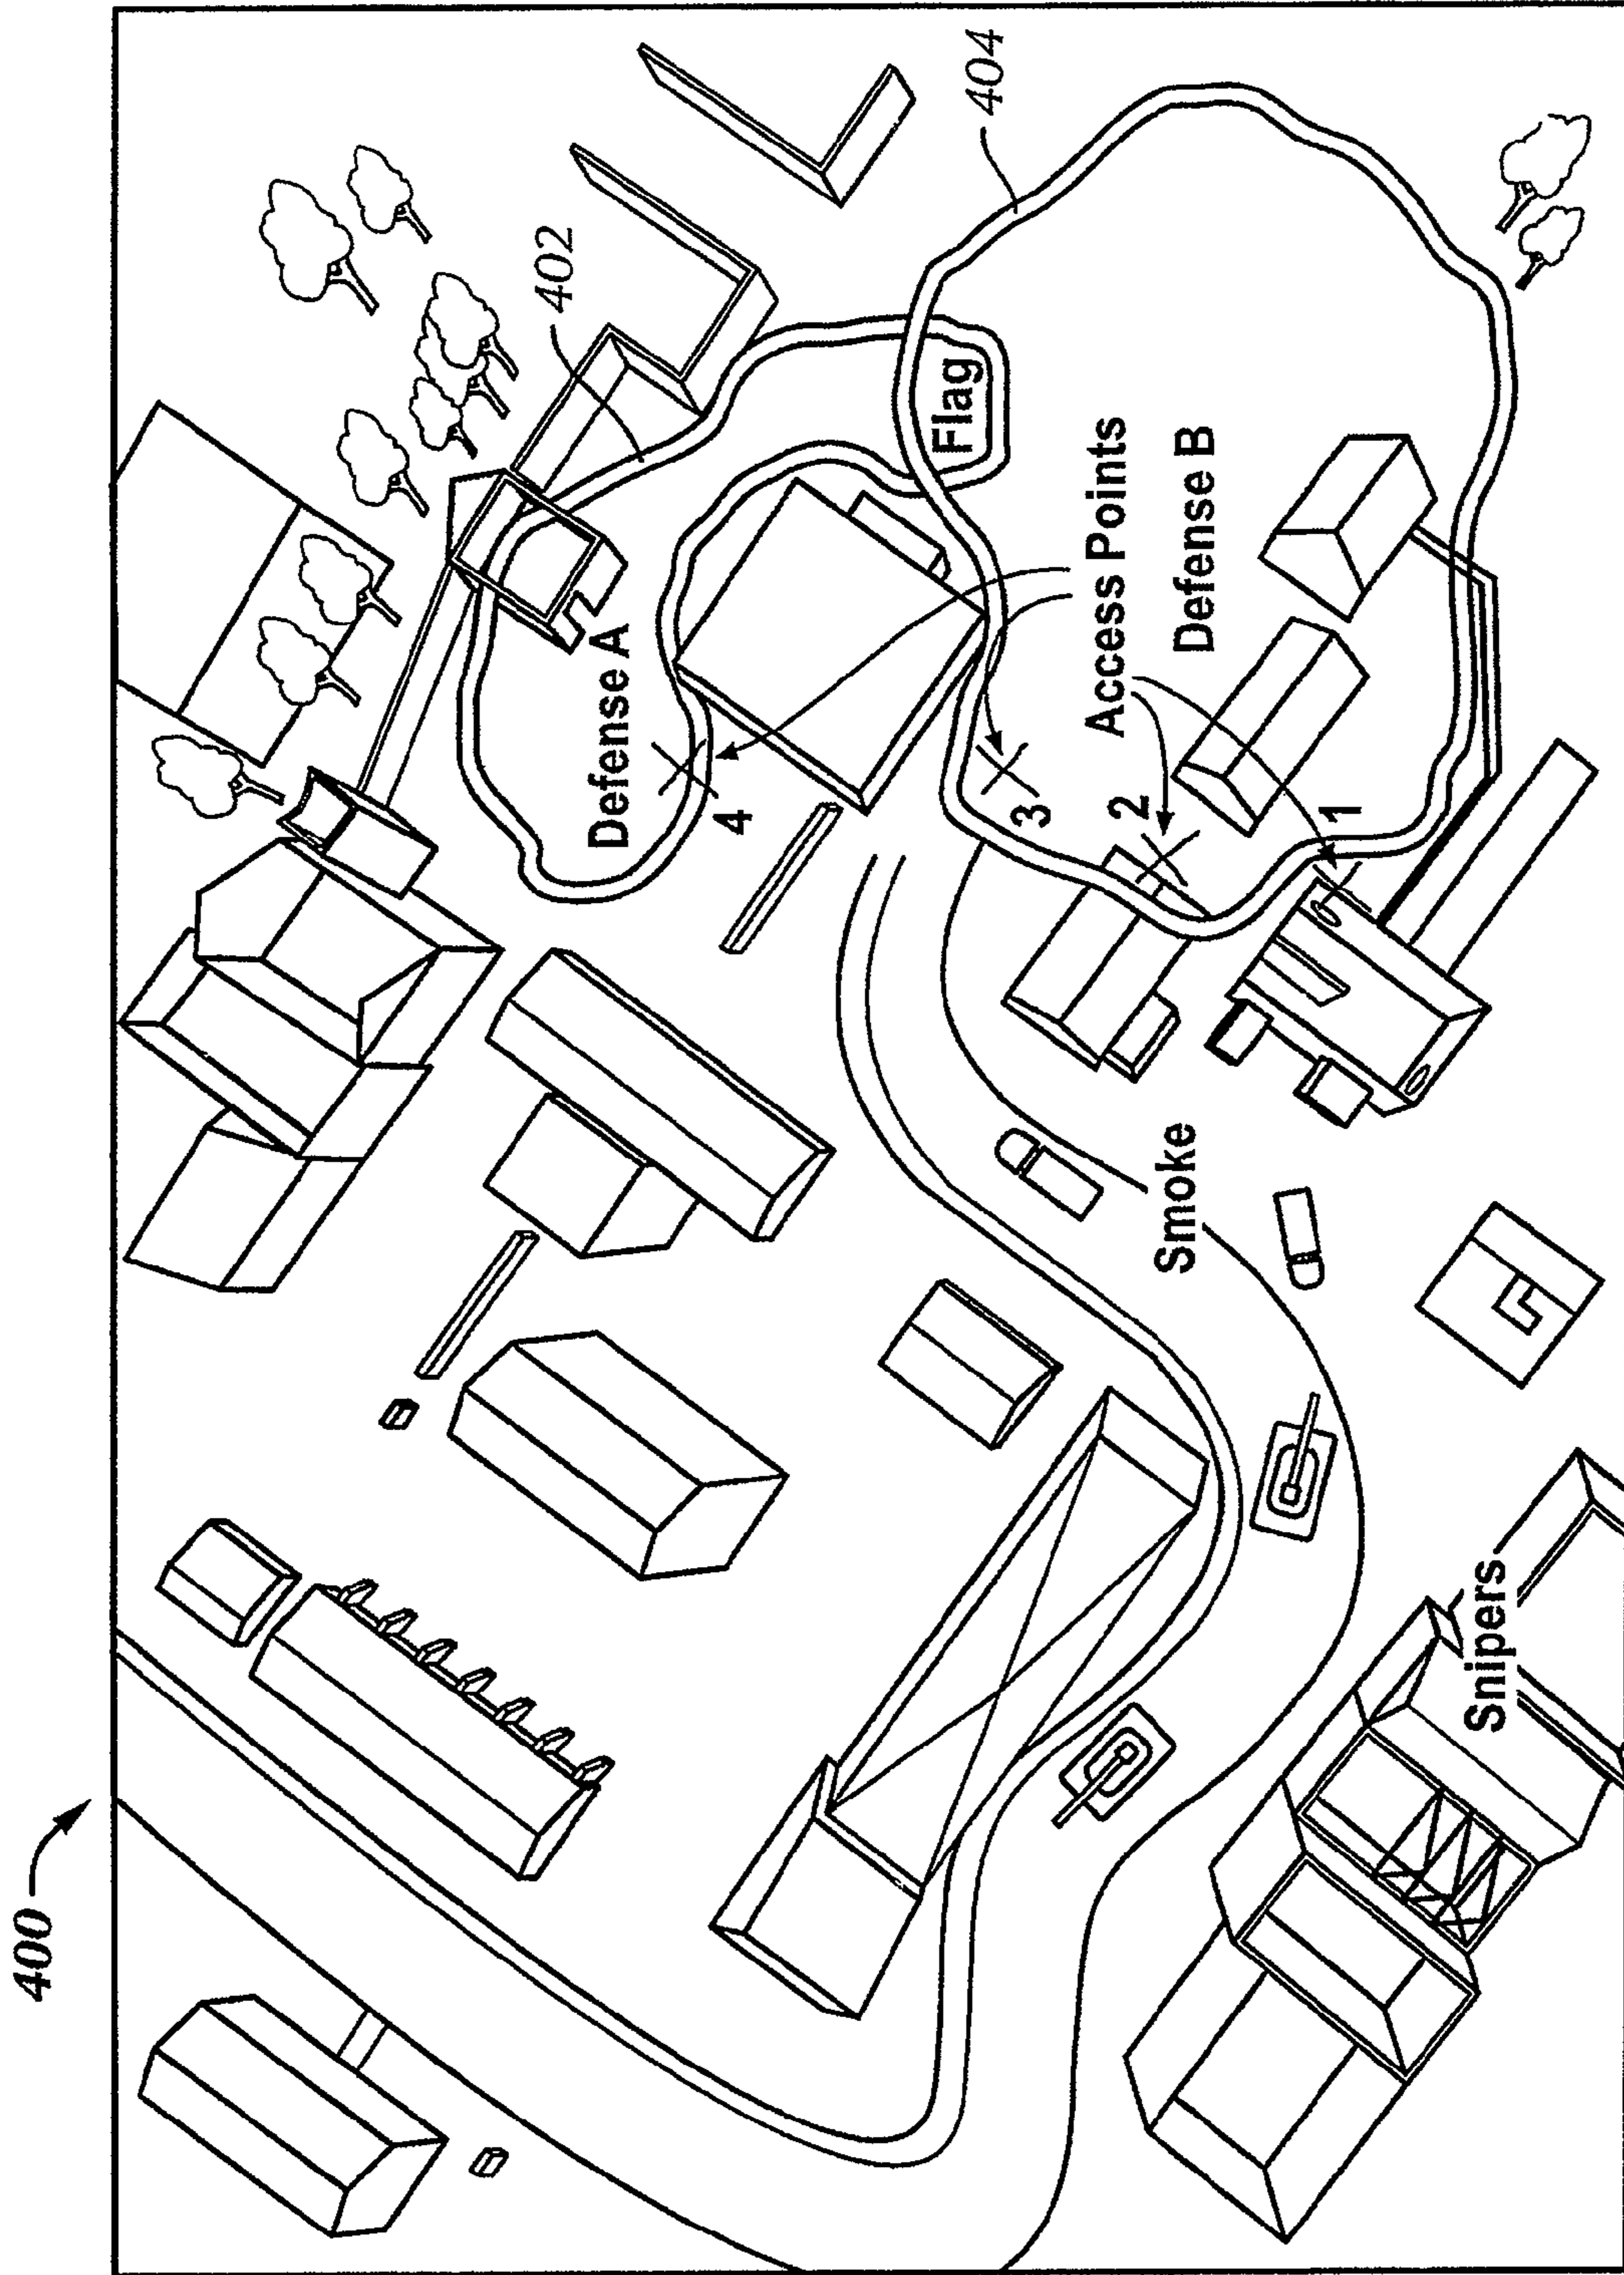 400
402
404
Defense A
4
Flag
3
Access Points
2
Defense B
1
Smoke
Snipers